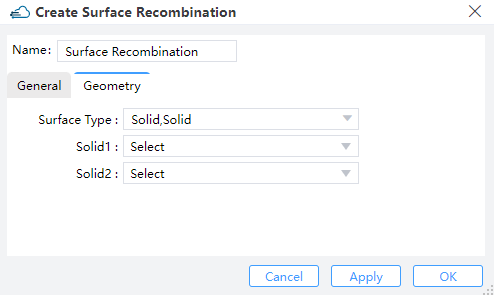 Create Surface Recombination
Name: Surface Recombination
General Geometry
Surface Type : Solid,Solid
Solid1 : Select
Solid2 : Select
Cancel Apply OK